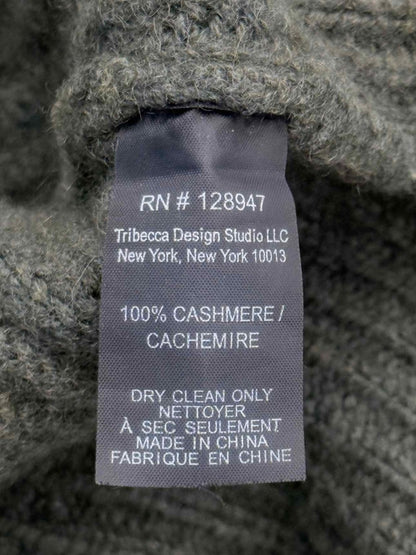 RN # 128947
Tribecca Design Studio LLC
New York, New York 10013
100% CASHMERE /
CACHEMIRE
DRY CLEAN ONLY
NETTOYER
À SEC SEULEMENT
MADE IN CHINA
FABRIQUE EN CHINE